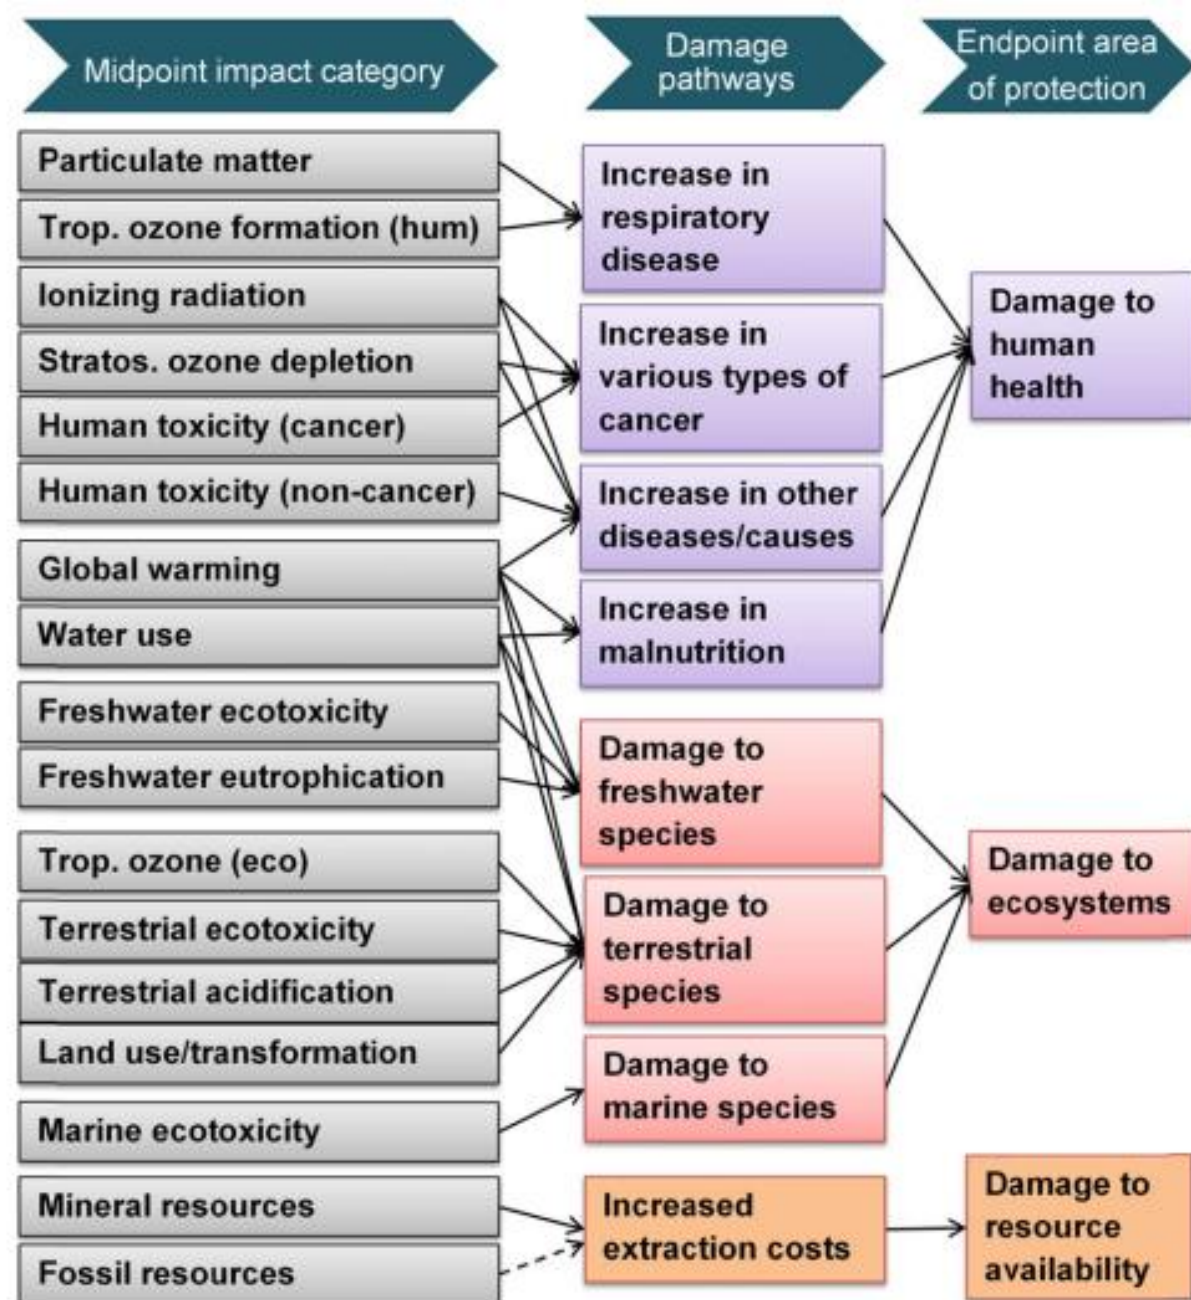 Midpoint impact category
Damage
pathways
Endpoint area
of protection
Particulate matter
Trop. ozone formation (hum)
Ionizing radiation
Stratos. ozone depletion
Human toxicity (cancer)
Human toxicity (non-cancer)
Global warming
Water use
Freshwater ecotoxicity
Freshwater eutrophication
Trop. ozone (eco)
Terrestrial ecotoxicity
Terrestrial acidification
Land use/transformation
Marine ecotoxicity
Mineral resources
Fossil resources
Increase in
respiratory
disease
Increase in
various types of
cancer
Increase in other
diseases/causes
Increase in
malnutrition
Damage to
freshwater
species
Damage to
terrestrial
species
Damage to
marine species
Increased
extraction costs
Damage to
human
health
Damage to
ecosystems
Damage to
resource
availability